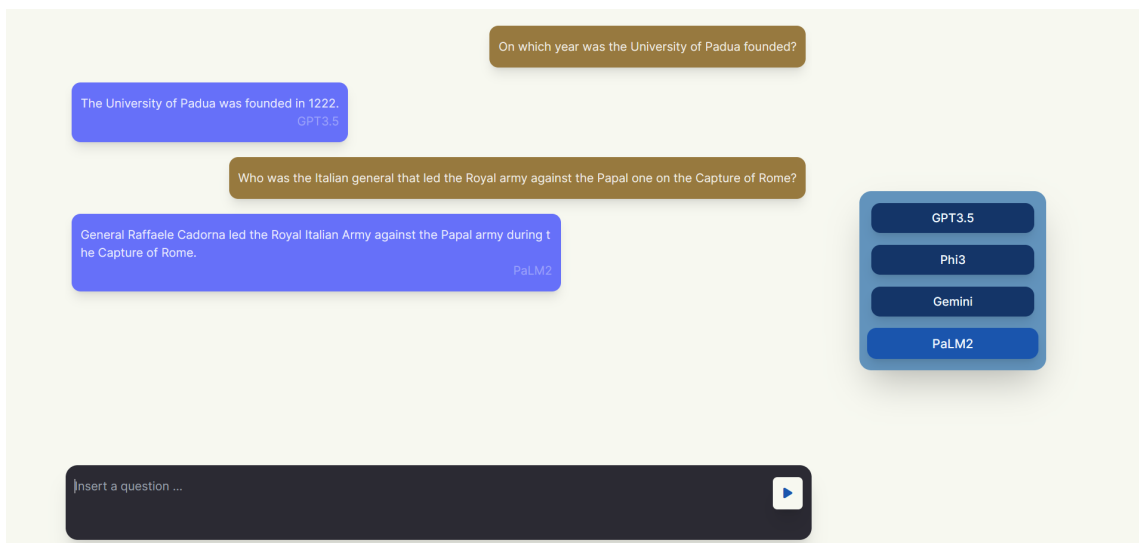 On which year was the University of Padua founded?
The University of Padua was founded in 1222.
GPT3.5
Who was the Italian general that led the Royal army against the Papal one on the Capture of Rome?
General Raffaele Cadorna led the Royal Italian Army against the Papal army during t
he Capture of Rome.
PaLM2
GPT3.5
Phi3
Gemini
PaLM2
Insert a question ...